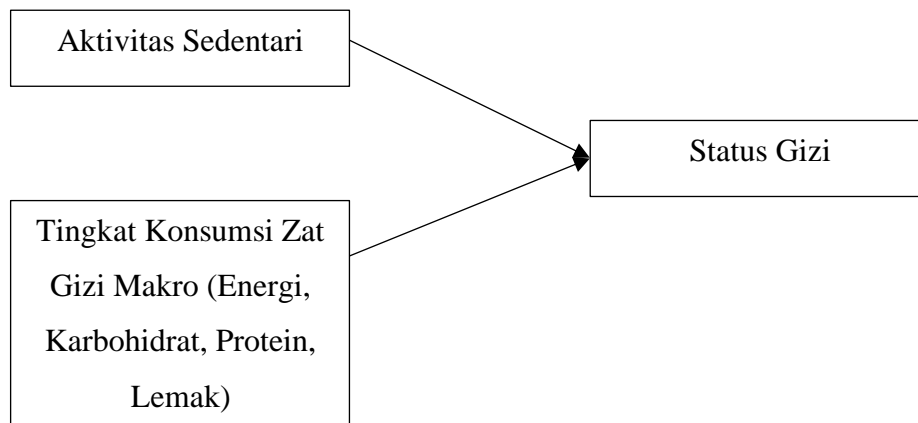 Aktivitas Sedentari
Status Gizi
Tingkat Konsumsi Zat
Gizi Makro (Energi,
Karbohidrat, Protein,
Lemak)